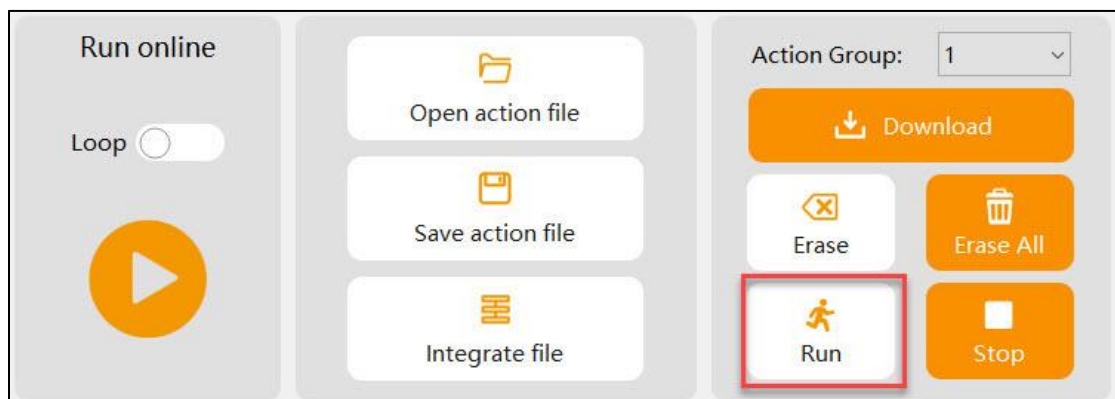 Run online
Loop
Open action file
Save action file
Integrate file
Action Group: 1
Download
Erase
Erase All
Run
Stop